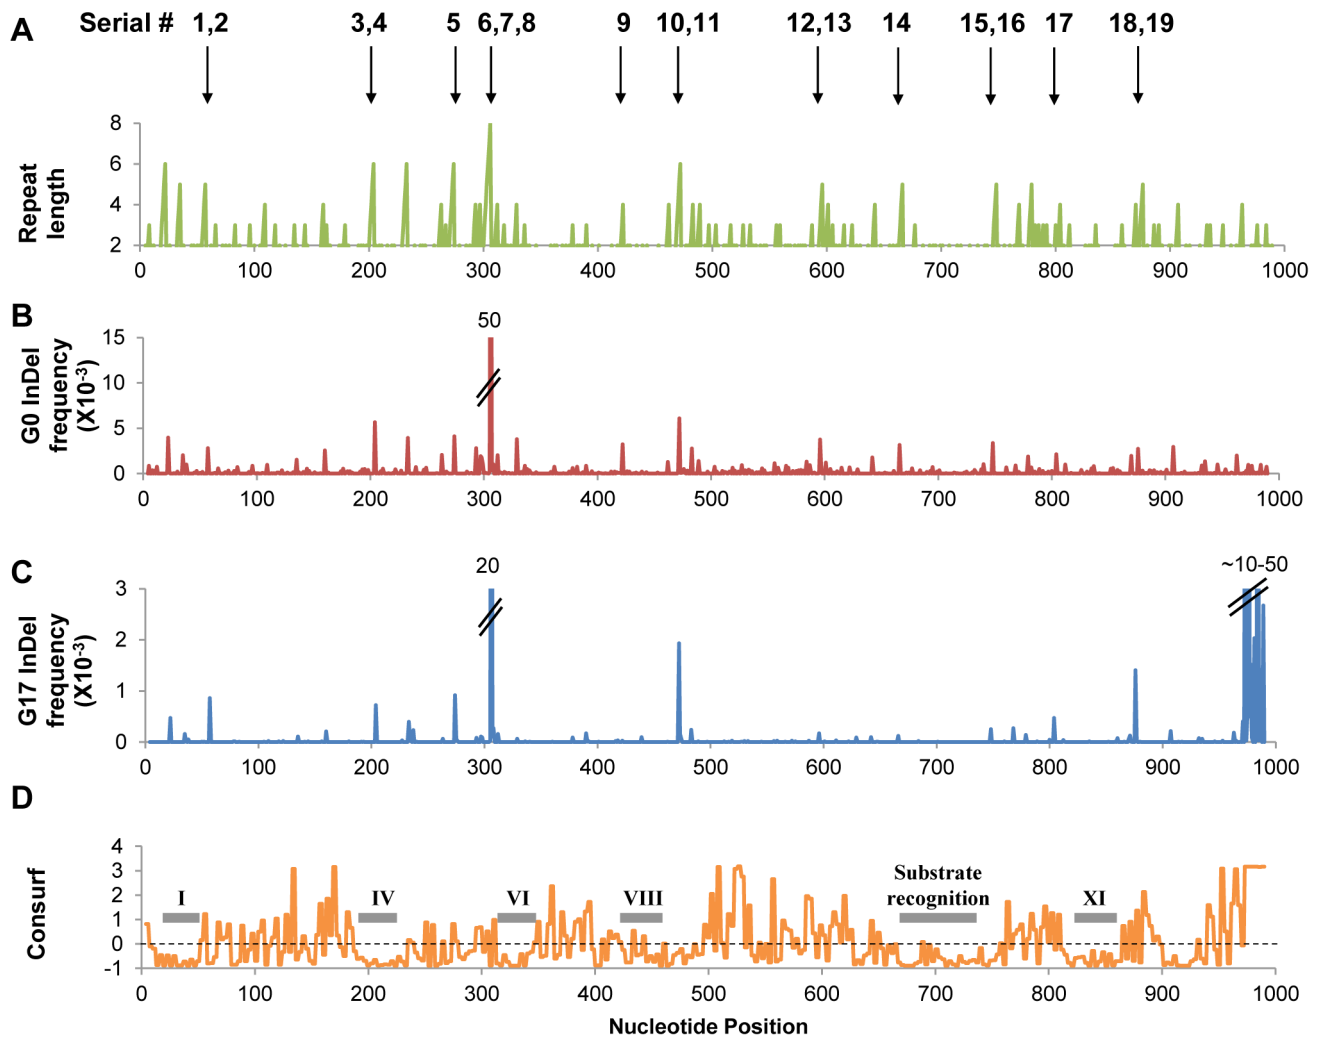 A
Serial # 1,2 3,4 5 6,7,8 9 10,11 12,13 14 15,16 17 18,19
Repeat
length
8
6
4
2
0 100 200 300 400 500 600 700 800 900 1000
B
G0 InDel
frequency
(X10⁻³)
50
15
10
5
0
0 100 200 300 400 500 600 700 800 900 1000
C
G17 InDel
frequency
(X10⁻³)
20
~10-50
3
2
1
0
0 100 200 300 400 500 600 700 800 900 1000
D
Consurf
4
3
2
1
0
-1
I IV VI VIII Substrate
recognition XI
0 100 200 300 400 500 600 700 800 900 1000
Nucleotide Position